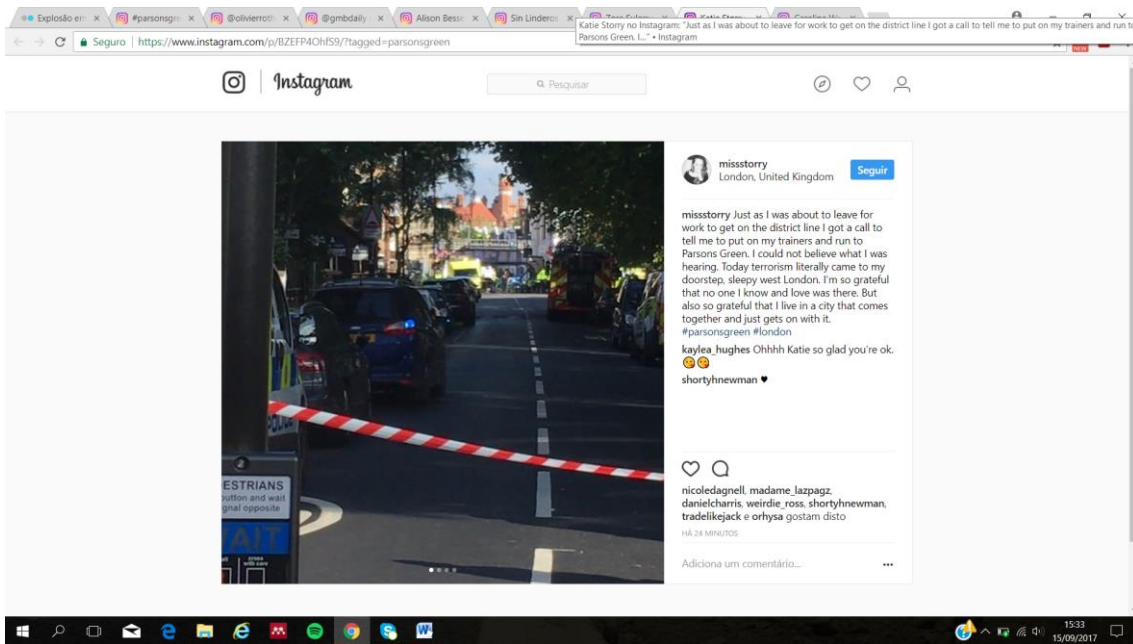 Explosão em
#parsonsgre
@olivierroth
@gmbdaily
Alison Besse
Sin Linderos
Katie Storry no Instagram: "Just as I was about to leave for work to get on the district line I got a call to tell me to put on my trainers and run to
Parsons Green. I..." • Instagram
Seguro | https://www.instagram.com/p/BZEFP4OhfS9/?tagged=parsonsgreen
NEW
Instagram
Pesquisar
missstorry
London, United Kingdom
Seguir
missstorry Just as I was about to leave for
work to get on the district line I got a call to
tell me to put on my trainers and run to
Parsons Green. I could not believe what I was
hearing. Today terrorism literally came to my
doorstep, sleepy west London. I'm so grateful
that no one I know and love was there. But
also so grateful that I live in a city that comes
together and just gets on with it.
#parsonsgreen #london
kaylea_hughes Ohhhh Katie so glad you're ok.
😘😘
shortyhnewman ♥
POLICE
ESTRIANS
button and wait
gnal opposite
WAIT
with care
nicoledagnell, madame_lazpagz,
danielcharris, weirdie_ross, shortyhnewman,
tradelikejack e orhysa gostam disto
HÁ 24 MINUTOS
Adiciona um comentário...
15:33
15/09/2017